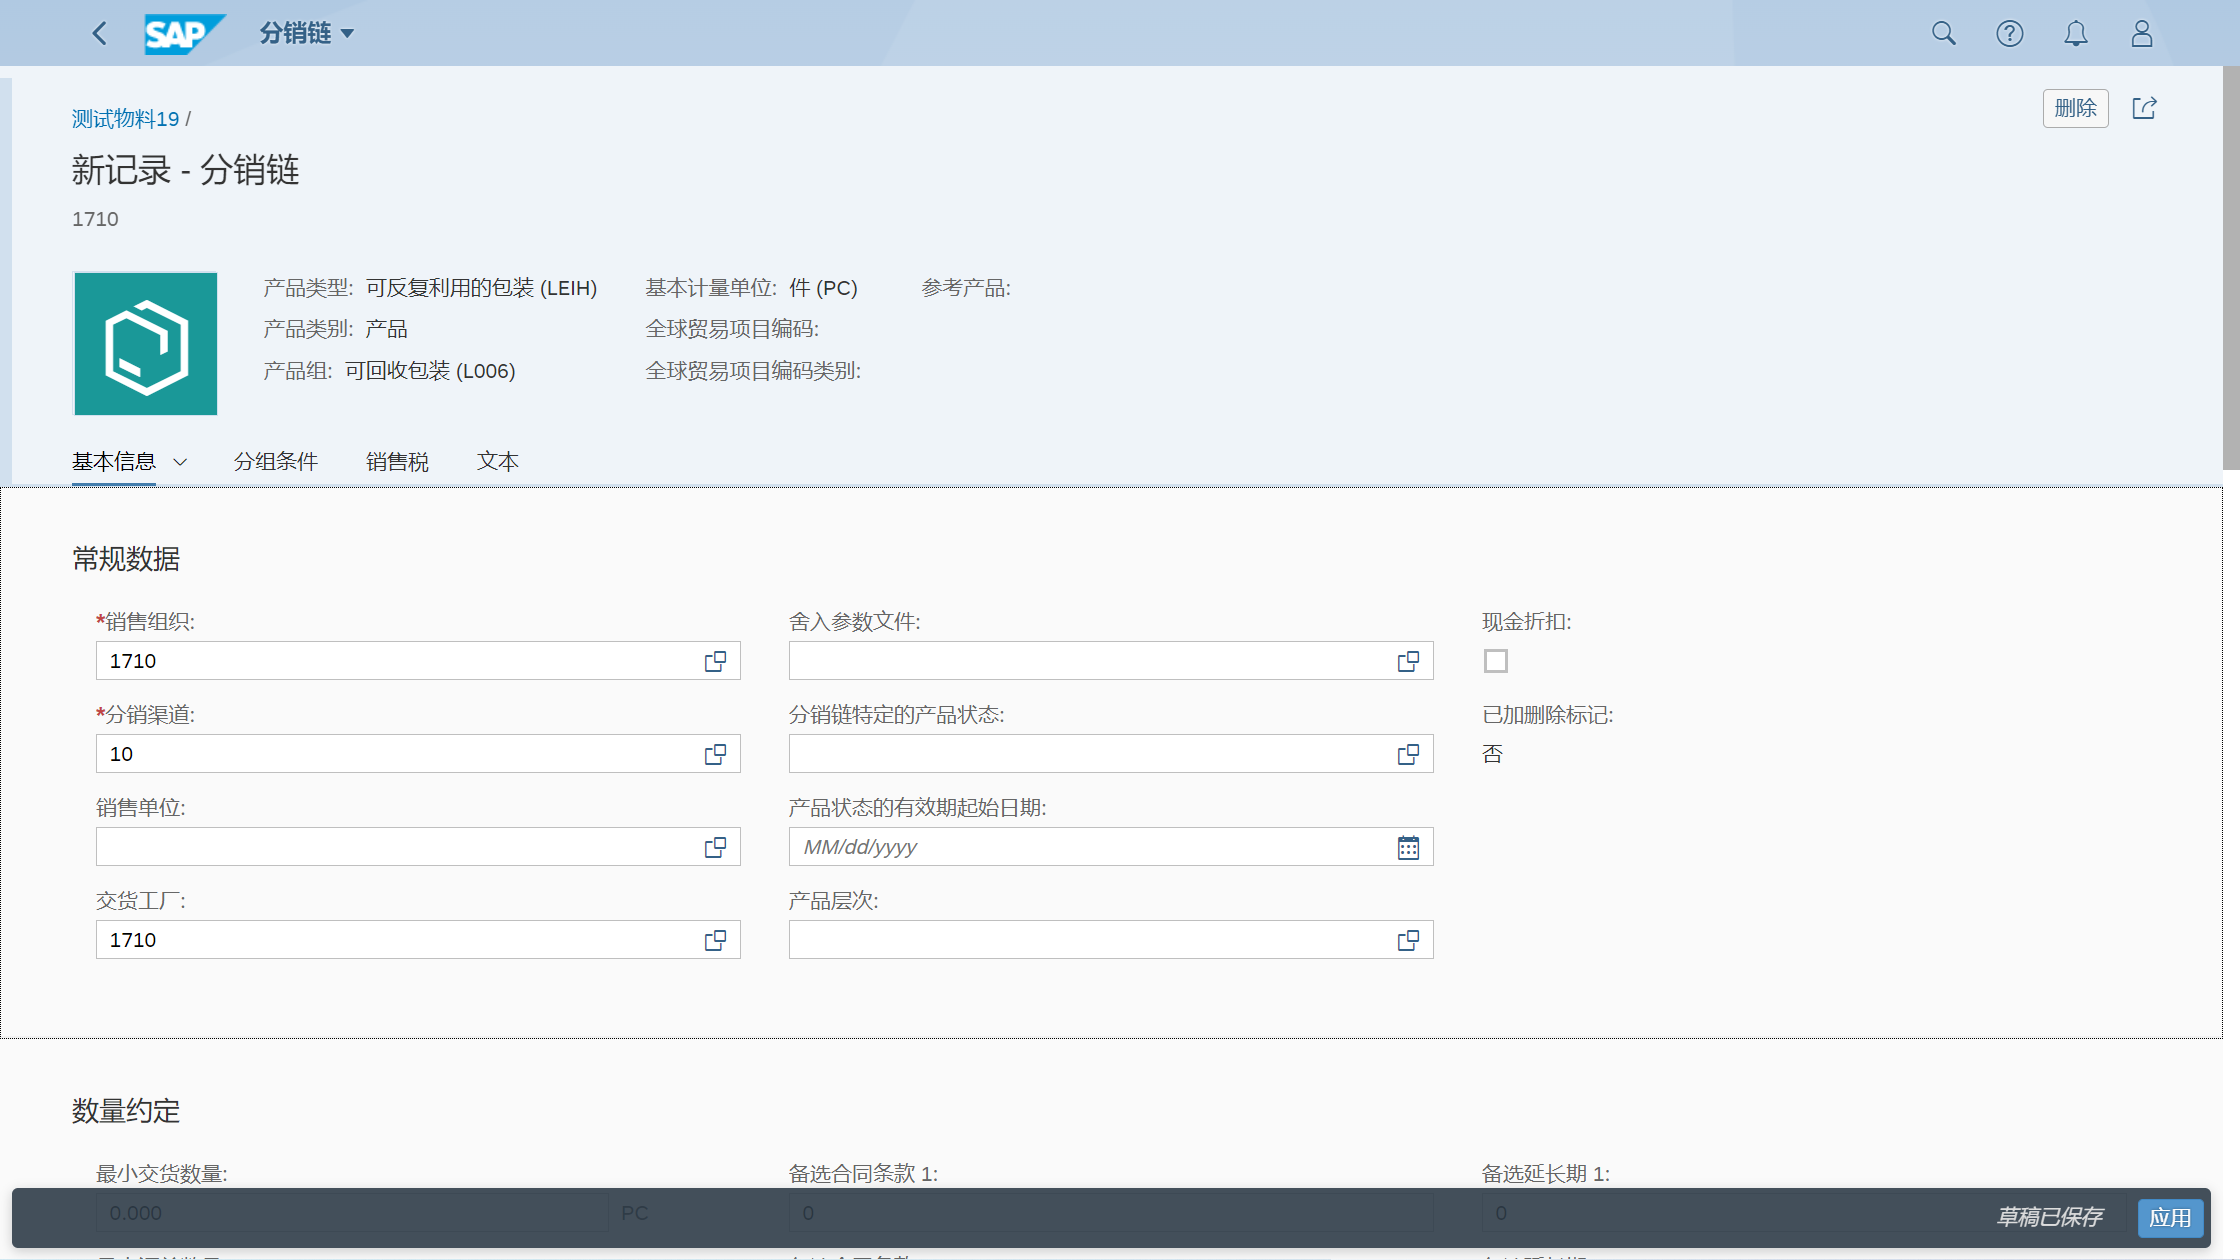 SAP 分销链
测试物料19 /
删除
新记录 - 分销链
1710
产品类型: 可反复利用的包装 (LEIH)
基本计量单位: 件 (PC)
参考产品:
产品类别: 产品
全球贸易项目编码:
产品组: 可回收包装 (L006)
全球贸易项目编码类别:
基本信息 分组条件 销售税 文本
常规数据
*销售组织:
1710
舍入参数文件:
现金折扣:
*分销渠道:
10
分销链特定的产品状态:
已加删除标记:
否
销售单位:
产品状态的有效期起始日期:
MM/dd/yyyy
交货工厂:
1710
产品层次:
数量约定
最小交货数量:
0.000 PC
备选合同条款 1:
0
备选延长期 1:
0
草稿已保存 应用